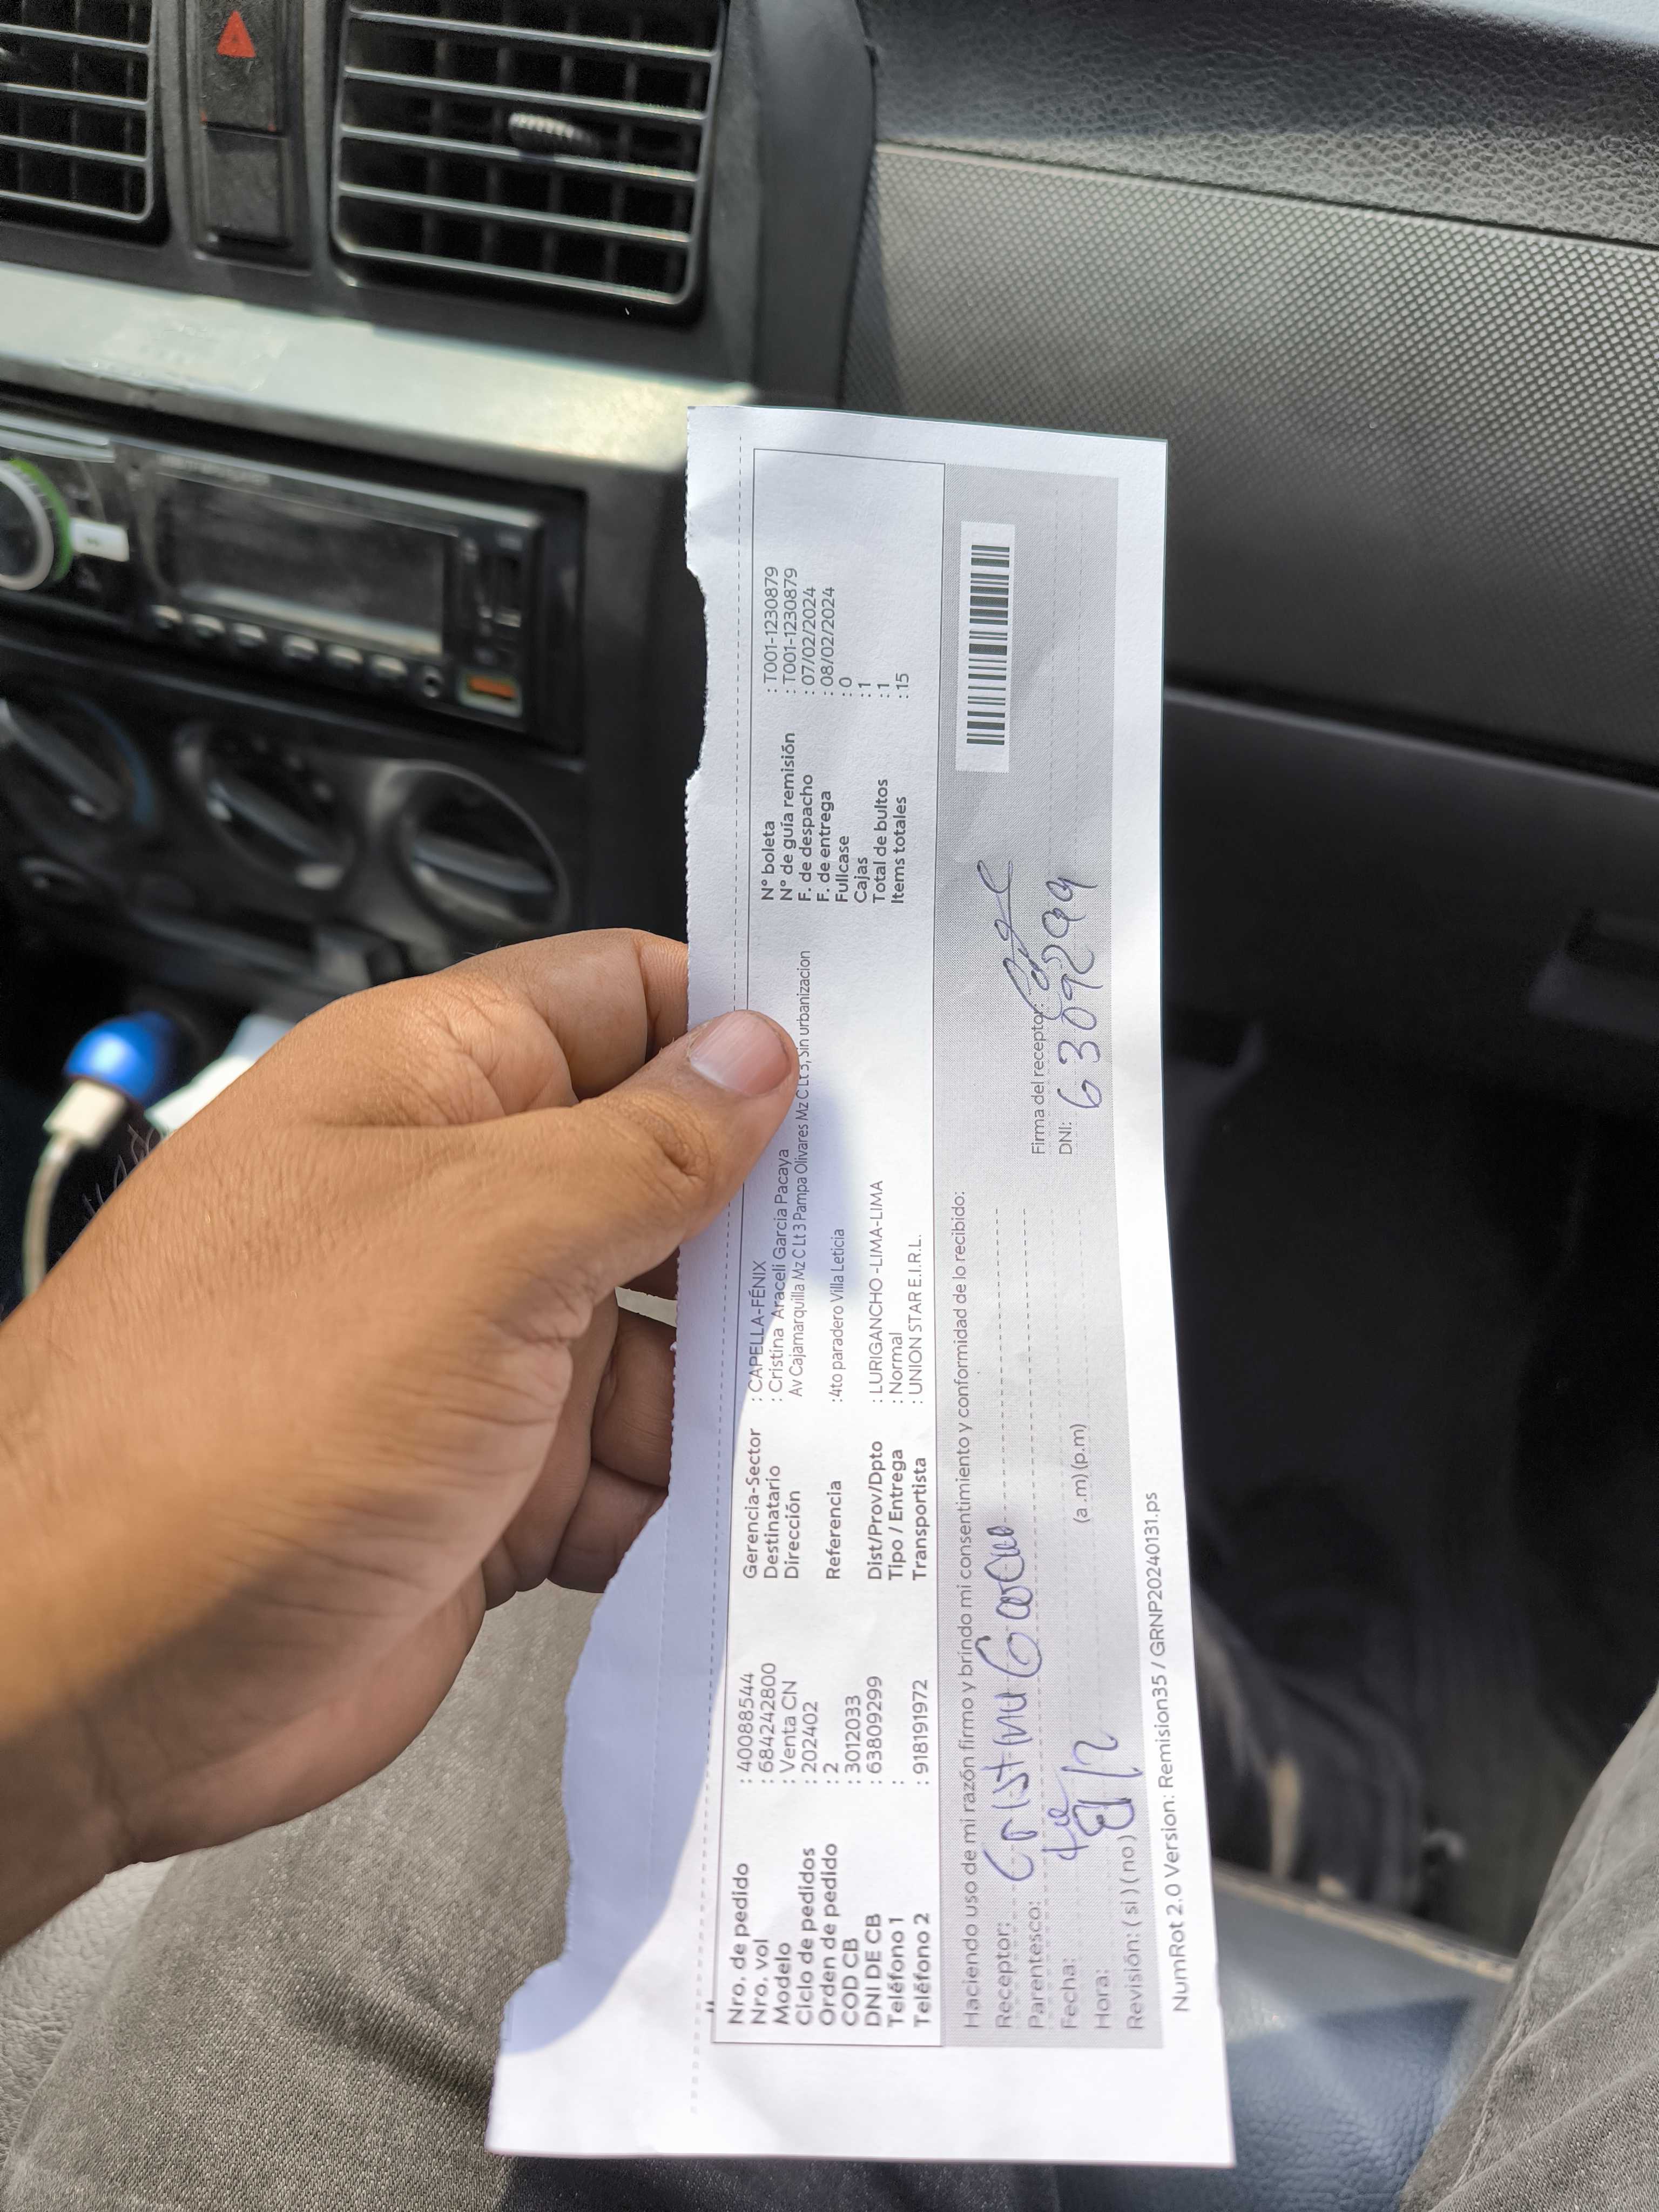 Nro. de pedido : 40088544
Nro. vol : 684242800
Modelo : Venta CN
Ciclo de pedidos : 202402
Orden de pedido : 2
COD CB : 3012033
DNI DE CB : 63809299
Teléfono 1 :
Teléfono 2 : 918191972
Gerencia-Sector : CAPELLA-FÉNIX
Destinatario : Cristina Araceli Garcia Pacaya
Dirección Av Cajamarquilla Mz C Lt 3 Pampa Olivares Mz C Lt 3, Sin urbanizacion
Referencia : 4to paradero Villa Leticia
Dist/Prov/Dpto : LURIGANCHO -LIMA-LIMA
Tipo / Entrega : Normal
Transportista : UNION STAR E.I.R.L.
N° boleta : T001-1230879
N° de guía remisión : T001-1230879
F. de despacho : 07/02/2024
F. de entrega : 08/02/2024
Fullcase : 0
Cajas : 1
Total de bultos : 1
Items totales : 15
Haciendo uso de mi razón firmo y brindo mi consentimiento y conformidad de lo recibido:
Receptor:
Parentesco:
Fecha: 8/2
Hora: (a .m) (p.m)
Revisión: ( si ) ( no )
Firma del receptor:
DNI:
NumRot 2.0 Version: Remision35 / GRNP20240131.ps